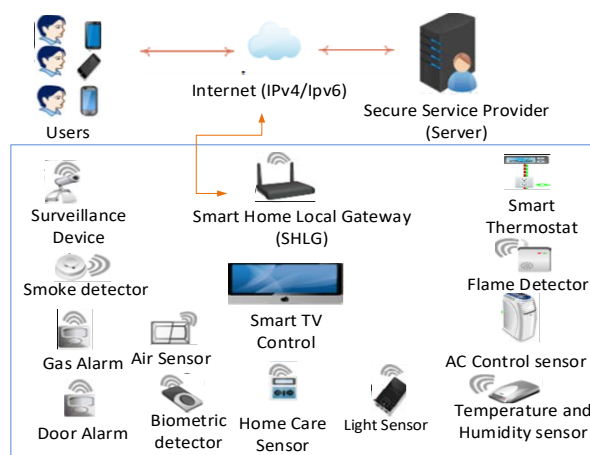 Users
Internet (IPv4/Ipv6)
Secure Service Provider
(Server)
Surveillance
Device
Smart Home Local Gateway
(SHLG)
Smart
Thermostat
Smoke detector
Flame Detector
Smart TV
Control
Gas Alarm
Air Sensor
AC Control sensor
Door Alarm
Biometric
detector
Home Care
Sensor
Light Sensor
Temperature and
Humidity sensor